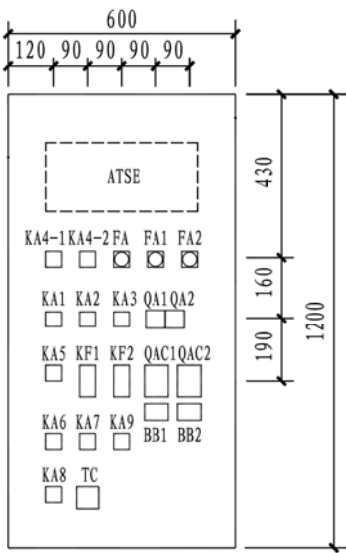 600
120 90 90 90 90
ATSE
KA4-1 KA4-2 FA FA1 FA2
KA1 KA2 KA3 QA1 QA2
KA5 KF1 KF2 QAC1 QAC2
KA6 KA7 KA9 BB1 BB2
KA8 TC
430
160
190
1200